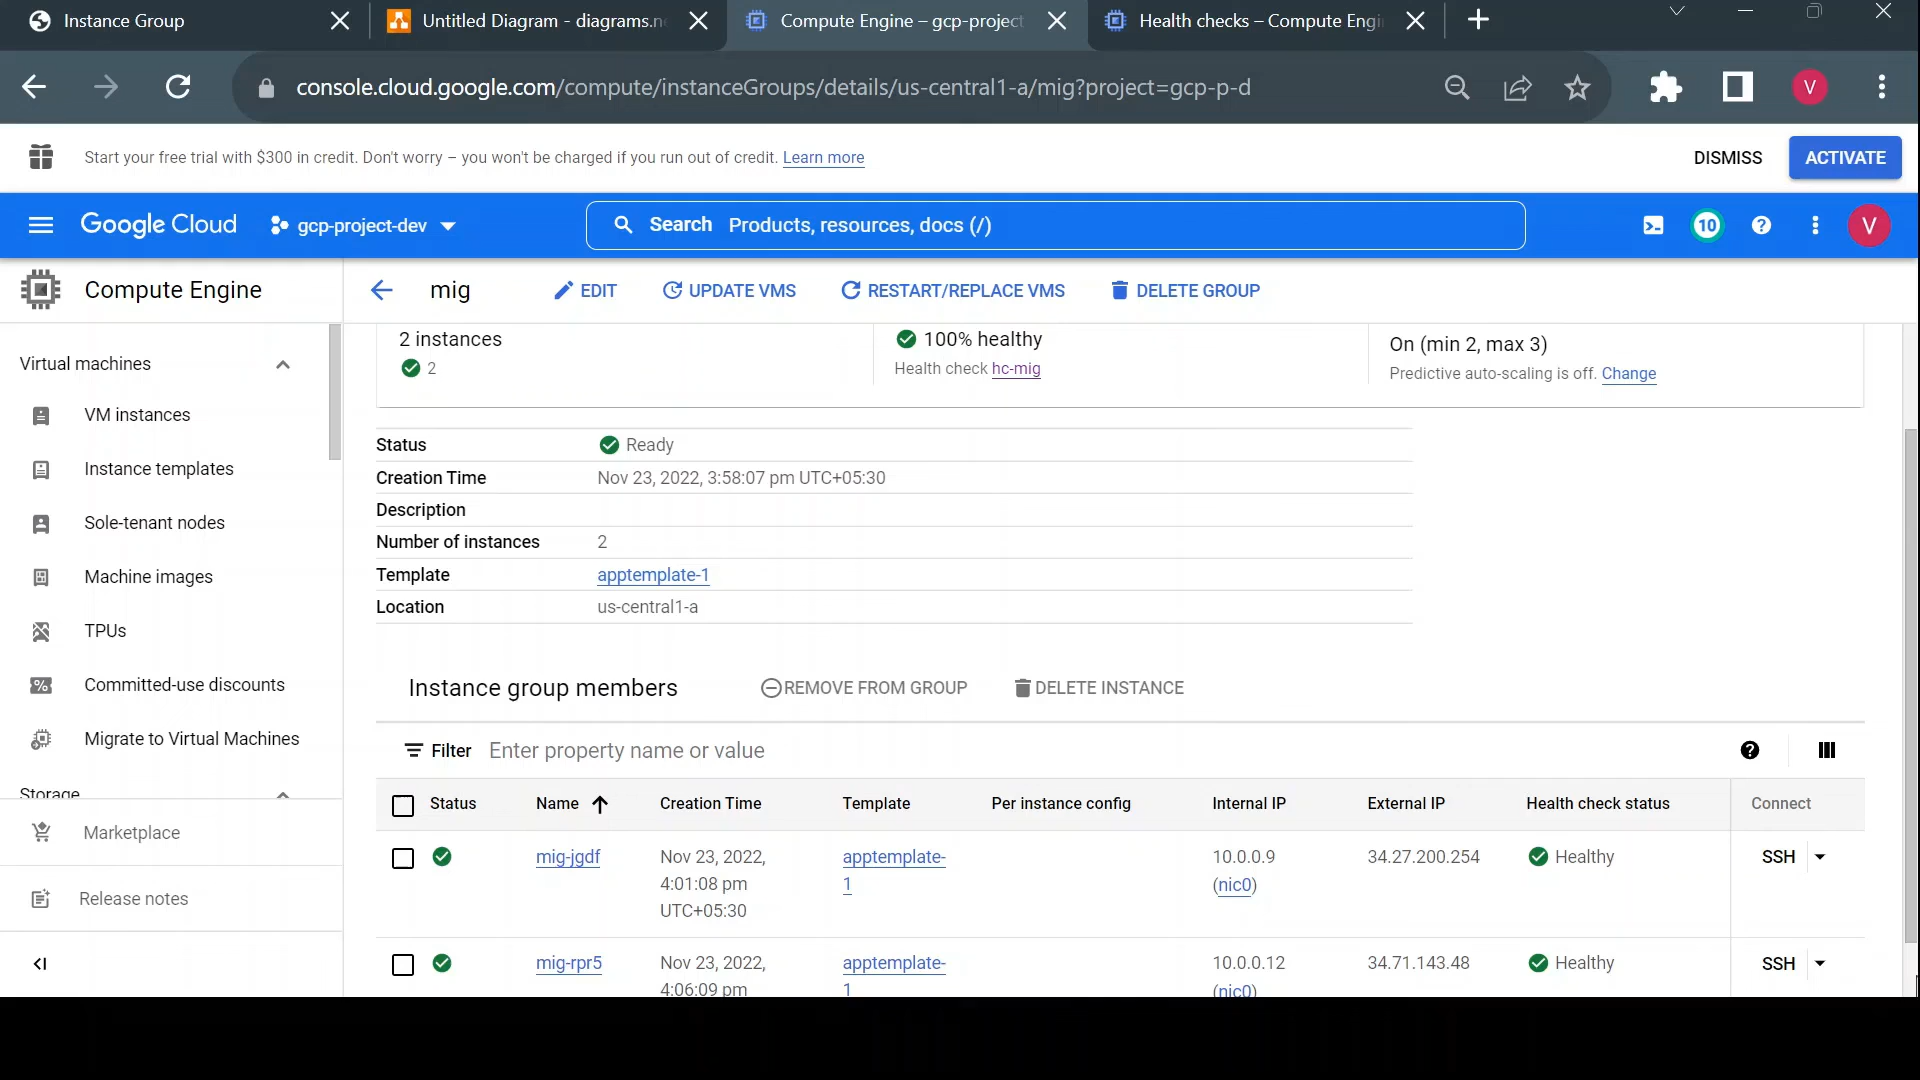 Instance Group
Untitled Diagram - diagrams.n
Compute Engine – gcp-project
Health checks – Compute Engi
console.cloud.google.com/compute/instanceGroups/details/us-central1-a/mig?project=gcp-p-d
V
Start your free trial with $300 in credit. Don't worry – you won't be charged if you run out of credit. Learn more
DISMISS
ACTIVATE
Google Cloud
gcp-project-dev
Search Products, resources, docs (/)
10
V
Compute Engine
mig
EDIT
UPDATE VMS
RESTART/REPLACE VMS
DELETE GROUP
Virtual machines
VM instances
Instance templates
Sole-tenant nodes
Machine images
TPUs
Committed-use discounts
Migrate to Virtual Machines
Storage
Marketplace
Release notes
2 instances
2
100% healthy
Health check hc-mig
On (min 2, max 3)
Predictive auto-scaling is off. Change
Status Ready
Creation Time Nov 23, 2022, 3:58:07 pm UTC+05:30
Description
Number of instances 2
Template apptemplate-1
Location us-central1-a
Instance group members
REMOVE FROM GROUP
DELETE INSTANCE
Filter Enter property name or value
Status Name Creation Time Template Per instance config Internal IP External IP Health check status Connect
mig-jgdf Nov 23, 2022, apptemplate- 10.0.0.9 34.27.200.254 Healthy SSH
4:01:08 pm 1 (nic0)
UTC+05:30
mig-rpr5 Nov 23, 2022, apptemplate- 10.0.0.12 34.71.143.48 Healthy SSH
4:06:09 pm 1 (nic0)